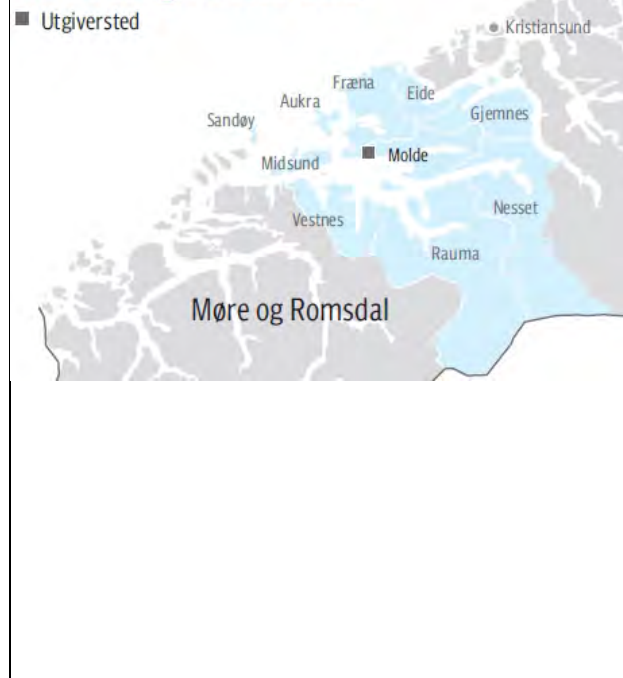 Utgiversted
Kristiansund
Fræna
Eide
Aukra
Gjemnes
Sandøy
Molde
Midsund
Nesset
Vestnes
Rauma
Møre og Romsdal